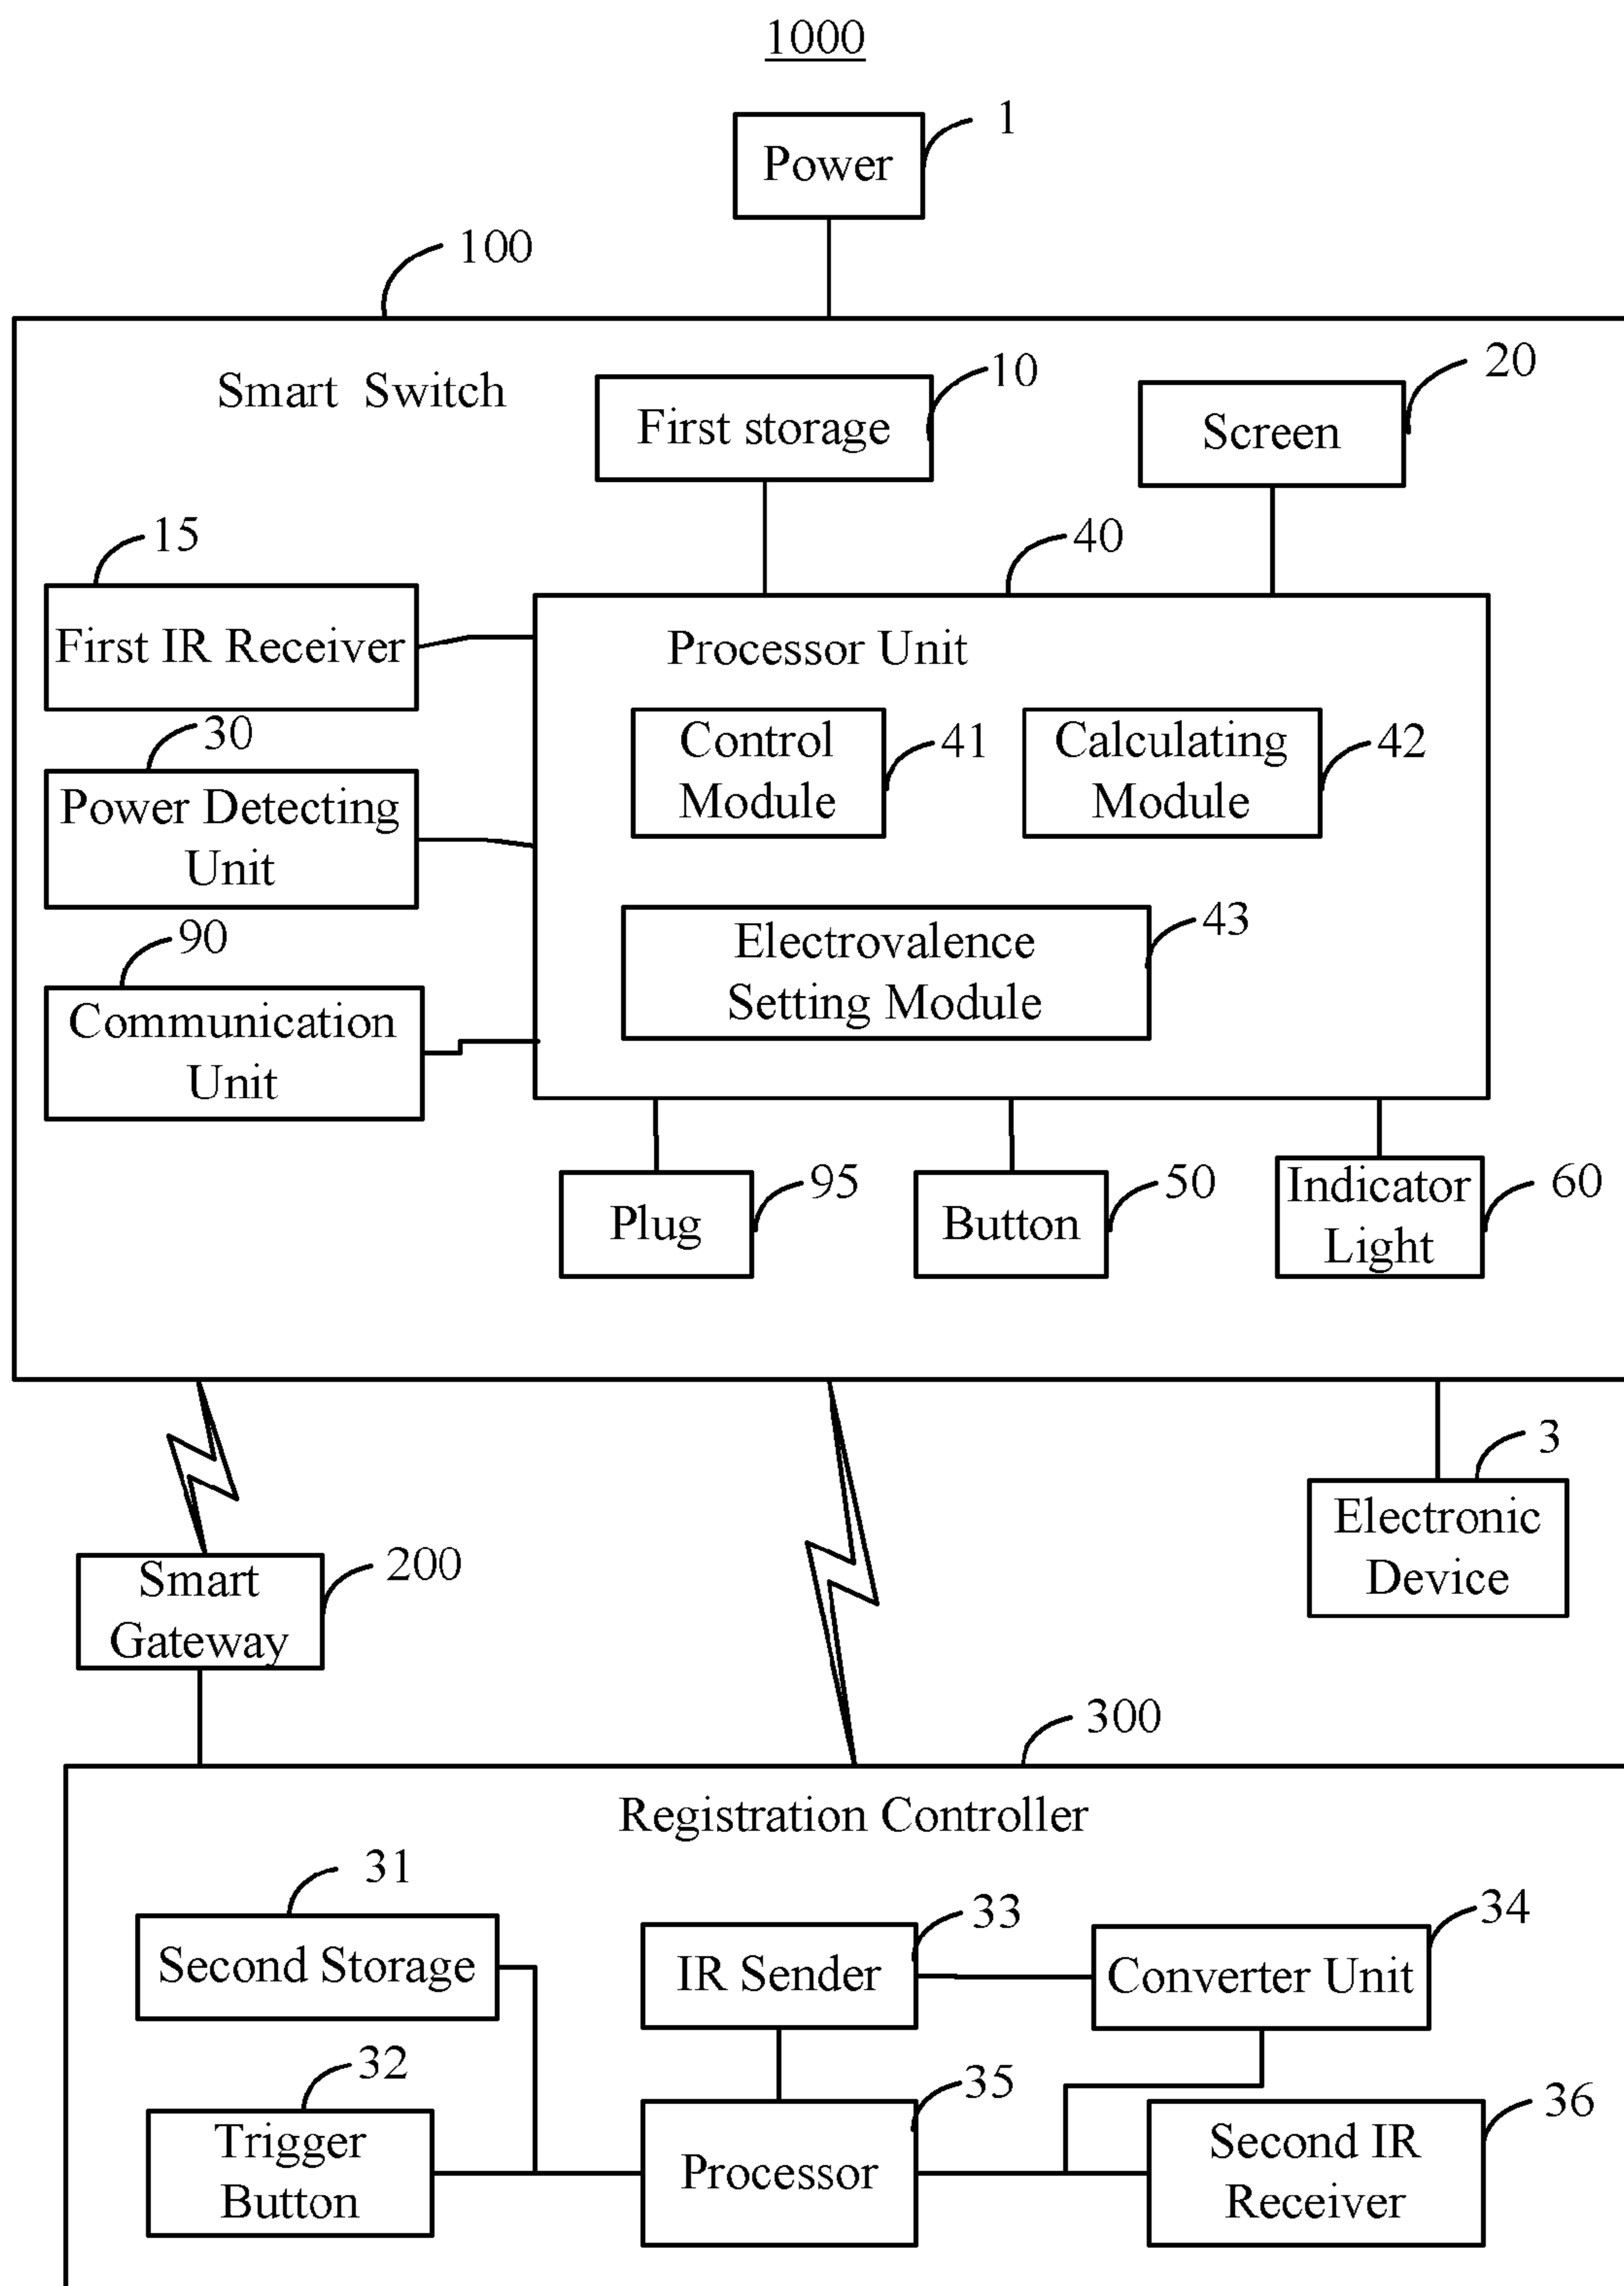 1000
Power
1
100
Smart Switch
First storage
10
Screen
20
15
First IR Receiver
40
Processor Unit
30
Power Detecting
Unit
Control
Module
41
Calculating
Module
42
90
Communication
Unit
Electrovalence
Setting Module
43
Plug
95
Button
50
Indicator
Light
60
3
Electronic
Device
Smart
Gateway
200
300
Registration Controller
31
Second Storage
IR Sender
33
Converter Unit
34
32
Trigger
Button
Processor
35
Second IR
Receiver
36